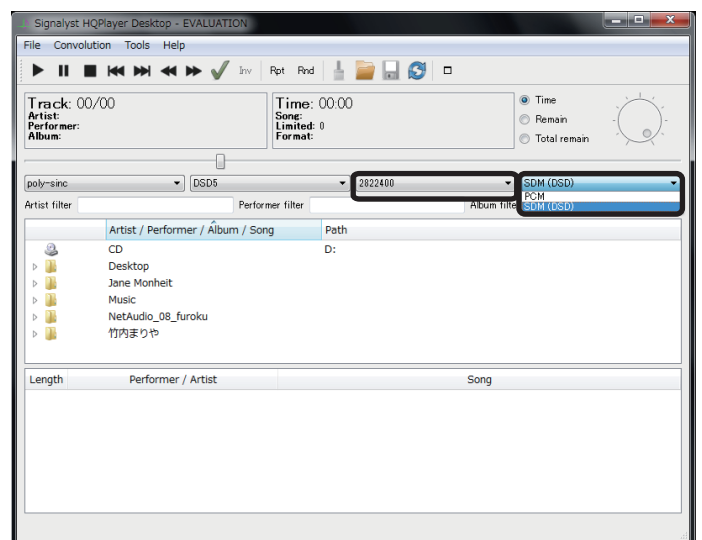 Signalyst HQPlayer Desktop - EVALUATION
File Convolution Tools Help
Inv Rpt Rnd
Track: 00/00
Artist:
Performer:
Album:
Time: 00:00
Song:
Limited: 0
Format:
Time
Remain
Total remain
poly-sinc DSD5 2822400 SDM (DSD)
PCM
SDM (DSD)
Artist filter Performer filter Album filte
Artist / Performer / Album / Song Path
CD D:
Desktop
Jane Monheit
Music
NetAudio_08_furoku
竹内まりや
Length Performer / Artist Song